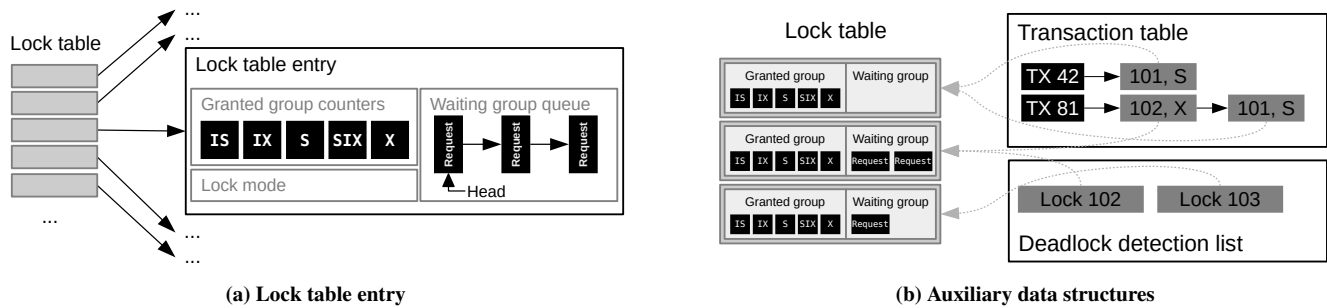 Lock table
...
...
Lock table entry
Granted group counters
IS IX S SIX X
Lock mode
Waiting group queue
Request Request Request
Head
...
...
...
(a) Lock table entry
Lock table
Granted group Waiting group
IS IX S SIX X
Granted group Waiting group
IS IX S SIX X Request Request
Granted group Waiting group
IS IX S SIX X Request
Transaction table
TX 42 101, S
TX 81 102, X 101, S
Lock 102 Lock 103
Deadlock detection list
(b) Auxiliary data structures